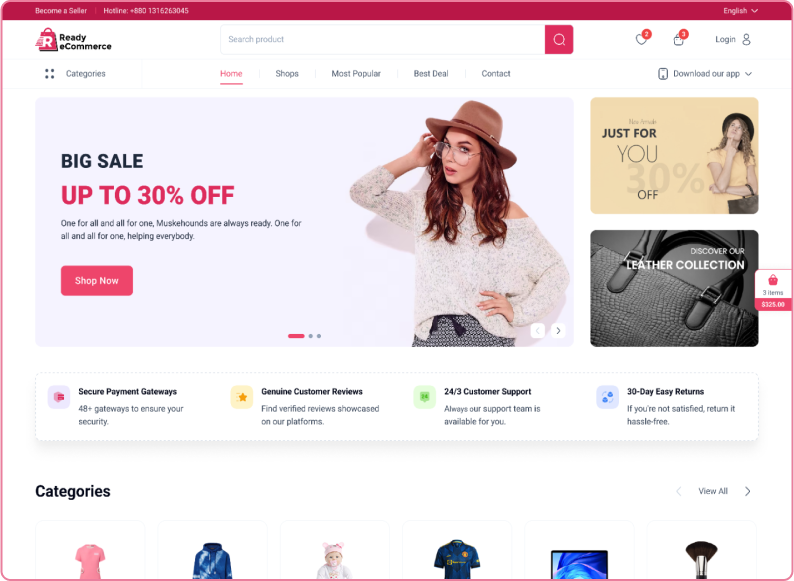 Become a Seller
Hotline: +880 1316263045
English
Ready
eCommerce
Search product
2
3
Login
Categories
Home
Shops
Most Popular
Best Deal
Contact
Download our app
BIG SALE
UP TO 30% OFF
One for all and all for one, Muskehounds are always ready. One for
all and all for one, helping everybody.
Shop Now
New Arrivals
JUST FOR
YOU
30%
OFF
DISCOVER OUR
LEATHER COLLECTION
3 items
$325.00
Secure Payment Gateways
48+ gateways to ensure your
security.
Genuine Customer Reviews
Find verified reviews showcased
on our platforms.
24/3 Customer Support
Always our support team is
available for you.
30-Day Easy Returns
If you're not satisfied, return it
hassle-free.
Categories
View All